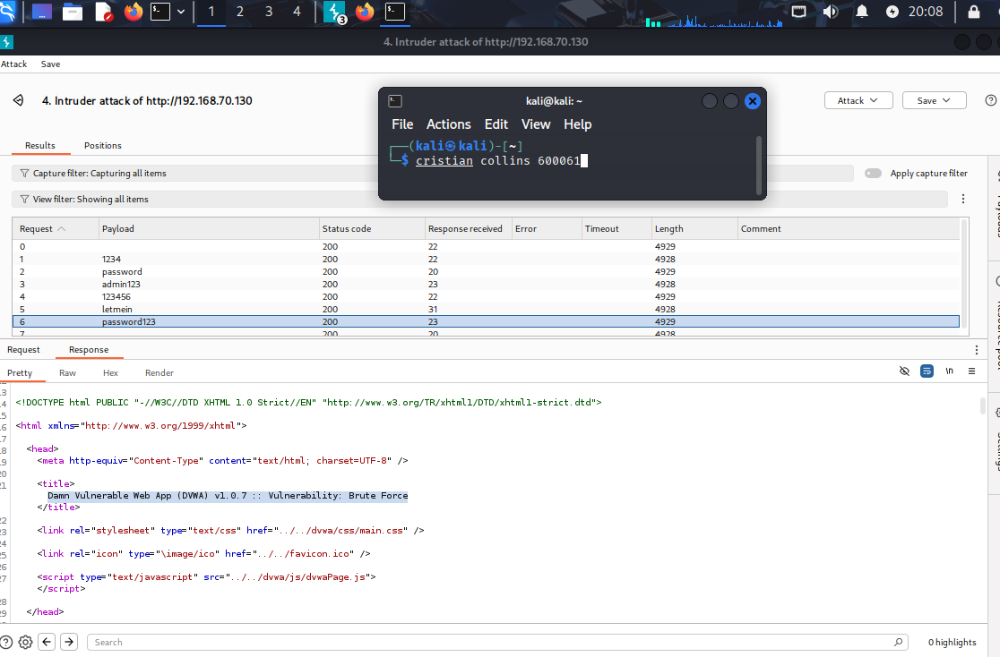 1 2 3 4 3 20:08
4. Intruder attack of http://192.168.70.130
Attack Save
4. Intruder attack of http://192.168.70.130
Attack Save
Results Positions
Capture filter: Capturing all items
Apply capture filter
View filter: Showing all items
kali@kali: ~
File Actions Edit View Help
┌──(kali㉿kali)-[~]
└─$ cristian collins 600061
Request Payload Status code Response received Error Timeout Length Comment
0 200 22 4929
1 1234 200 22 4928
2 password 200 20 4929
3 admin123 200 23 4928
4 123456 200 22 4929
5 letmein 200 31 4928
6 password123 200 23 4929
7 200 20 4928
Request Response
Pretty Raw Hex Render
\n
<!DOCTYPE html PUBLIC "-//W3C//DTD XHTML 1.0 Strict//EN" "http://www.w3.org/TR/xhtml1/DTD/xhtml1-strict.dtd">
<html xmlns="http://www.w3.org/1999/xhtml">
<head>
<meta http-equiv="Content-Type" content="text/html; charset=UTF-8" />
<title>
Damn Vulnerable Web App (DVWA) v1.0.7 :: Vulnerability: Brute Force
</title>
<link rel="stylesheet" type="text/css" href="../../dvwa/css/main.css" />
<link rel="icon" type="\image/ico" href="../../favicon.ico" />
<script type="text/javascript" src="../../dvwa/js/dvwaPage.js">
</script>
</head>
Search
0 highlights